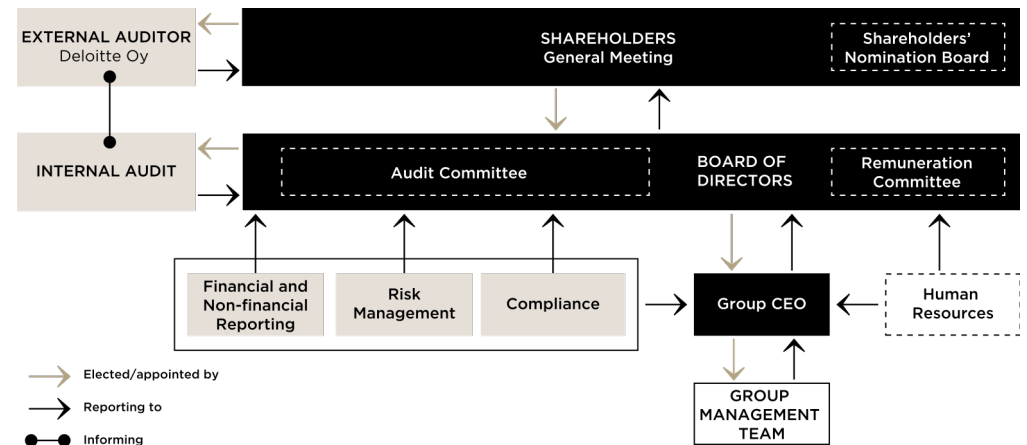 EXTERNAL AUDITOR
Deloitte Oy
SHAREHOLDERS
General Meeting
Shareholders'
Nomination Board
INTERNAL AUDIT
Audit Committee
BOARD OF
DIRECTORS
Remuneration
Committee
Financial and
Non-financial
Reporting
Risk
Management
Compliance
Group CEO
Human
Resources
Elected/appointed by
Reporting to
Informing
GROUP
MANAGEMENT
TEAM